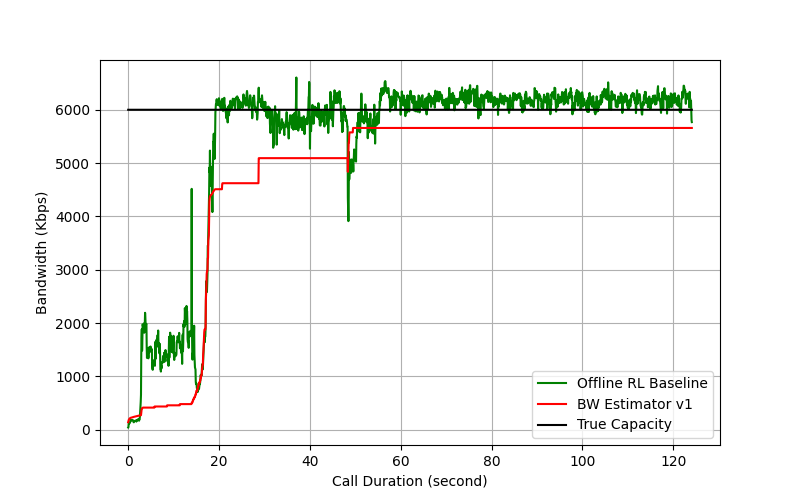 6000
5000
4000
3000
2000
1000
0
Bandwidth (Kbps)
0 20 40 60 80 100 120
Call Duration (second)
Offline RL Baseline
BW Estimator v1
True Capacity